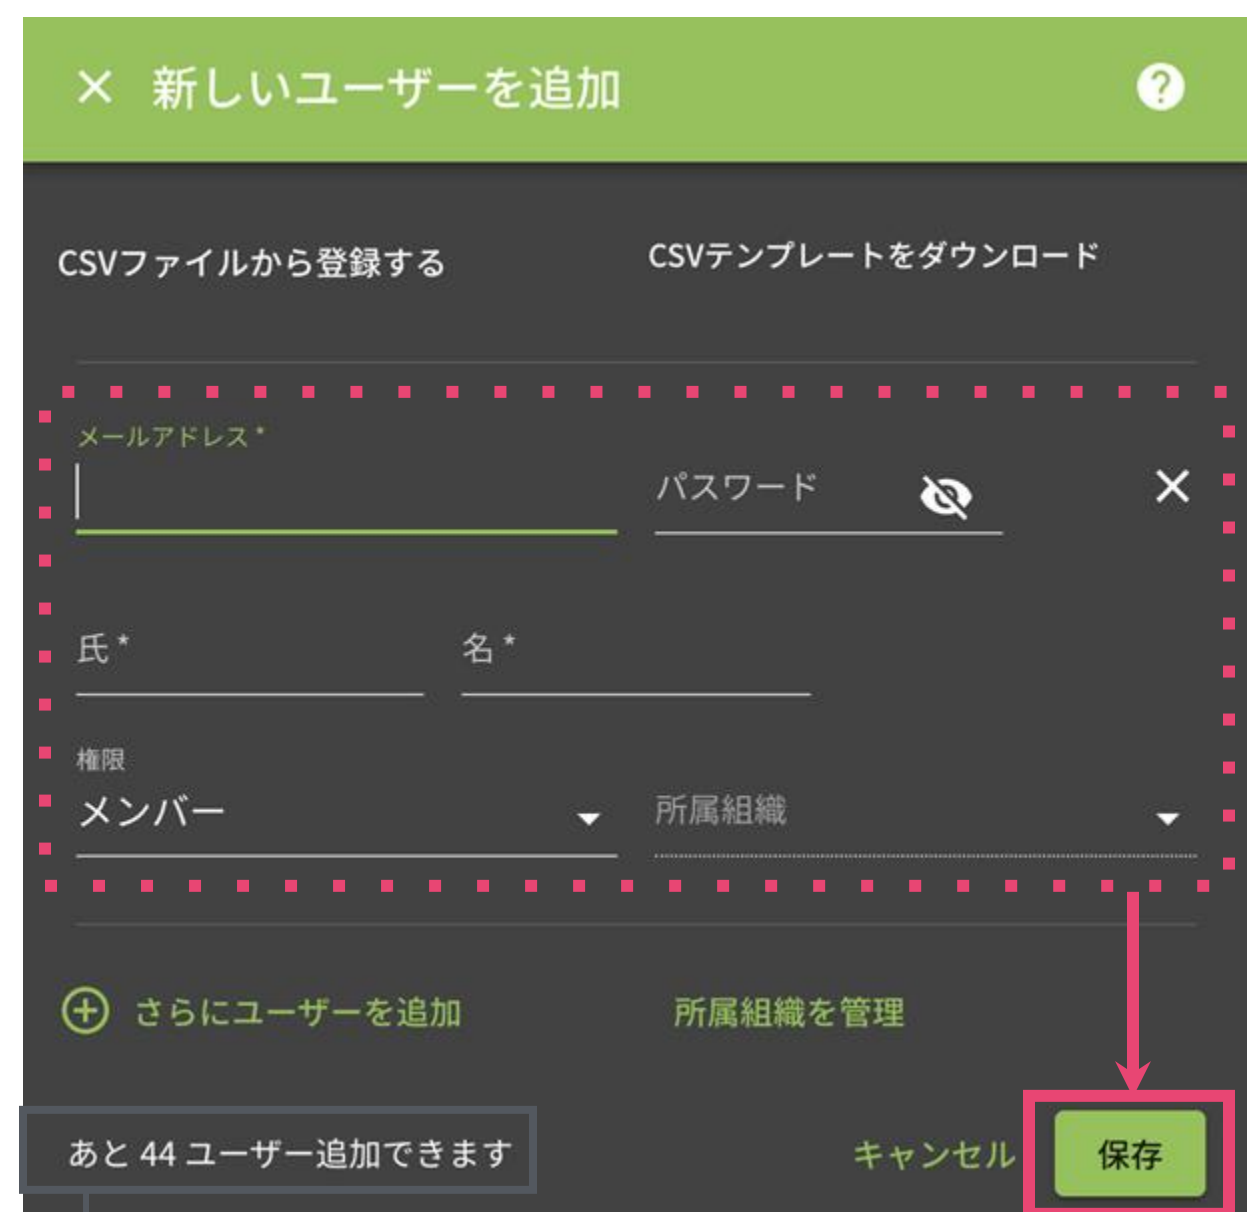 新しいユーザーを追加
CSVファイルから登録する
CSVテンプレートをダウンロード
メールアドレス *
パスワード
氏 *
名 *
権限
メンバー
所属組織
さらにユーザーを追加
所属組織を管理
あと 44 ユーザー追加できます
キャンセル
保存